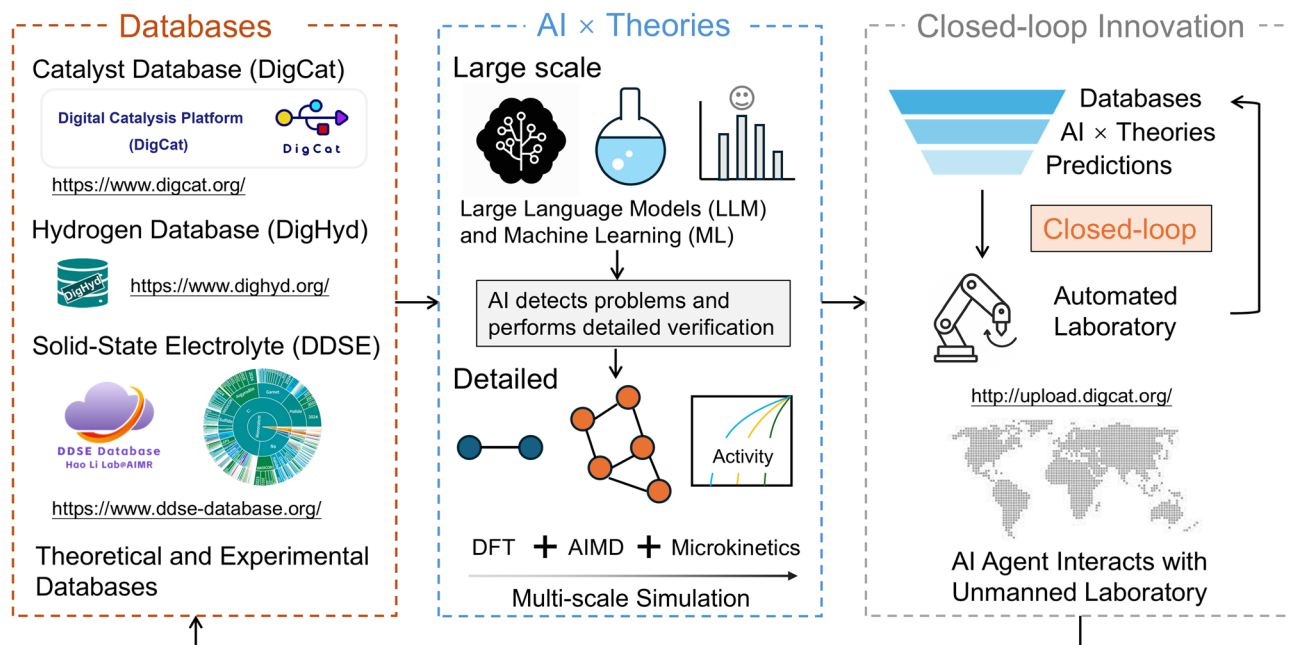 Databases
Catalyst Database (DigCat)
Digital Catalysis Platform
(DigCat)
DigCat
https://www.digcat.org/
Hydrogen Database (DigHyd)
DigHyd
https://www.dighyd.org/
Solid-State Electrolyte (DDSE)
DDSE Database
Hao Li Lab@AIMR
https://www.ddse-database.org/
Theoretical and Experimental
Databases
AI × Theories
Large scale
Large Language Models (LLM)
and Machine Learning (ML)
AI detects problems and
performs detailed verification
Detailed
Activity
DFT + AIMD + Microkinetics
Multi-scale Simulation
Closed-loop Innovation
Databases
AI × Theories
Predictions
Closed-loop
Automated
Laboratory
http://upload.digcat.org/
AI Agent Interacts with
Unmanned Laboratory